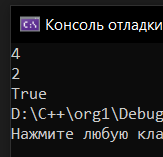 Консоль отладки
4
2
True
D:\C++\org1\Debug
Нажмите любую кла